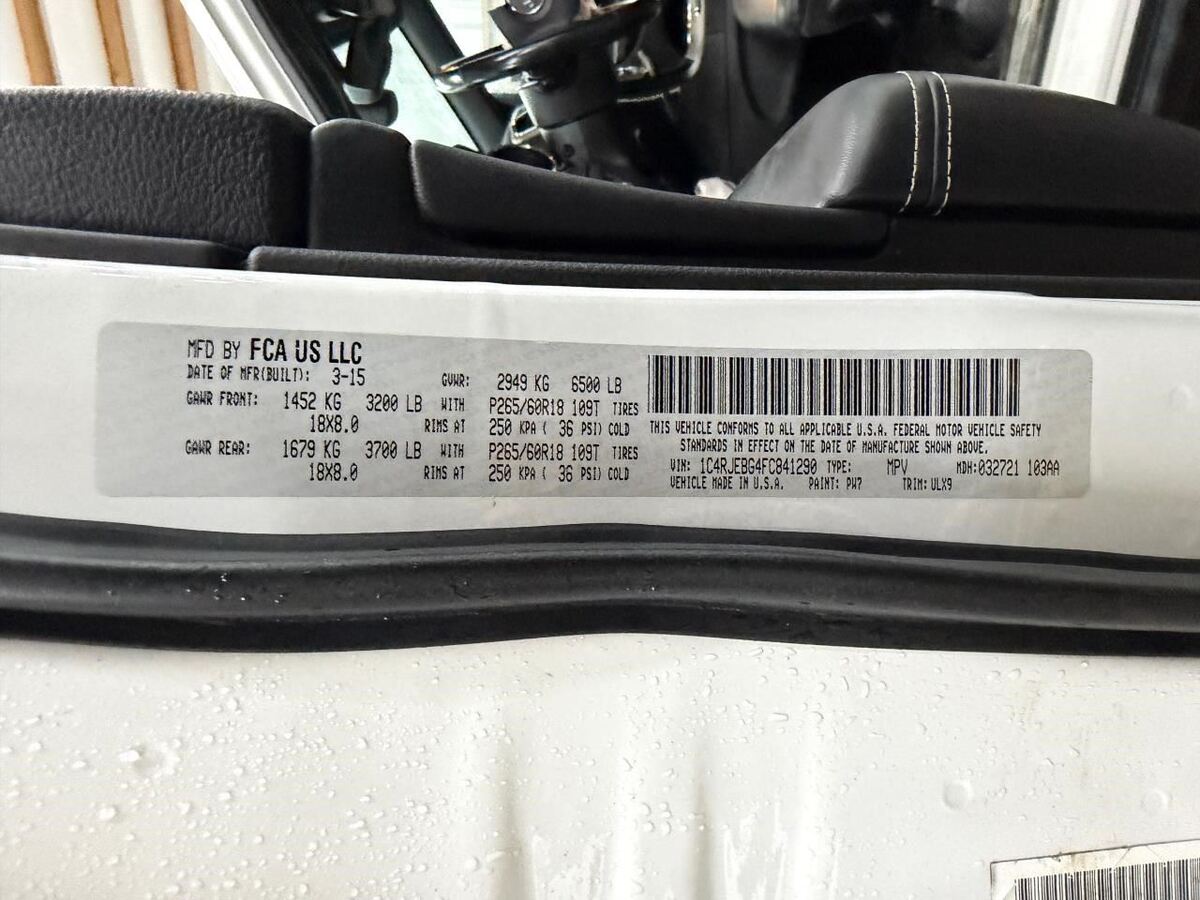 MFD BY FCA US LLC
DATE OF MFR(BUILT): 3-15 GVWR: 2949 KG 6500 LB
GAWR FRONT: 1452 KG 3200 LB WITH P265/60R18 109T TIRES
18X8.0 RIMS AT 250 KPA ( 36 PSI) COLD
GAWR REAR: 1679 KG 3700 LB WITH P265/60R18 109T TIRES
18X8.0 RIMS AT 250 KPA ( 36 PSI) COLD
THIS VEHICLE CONFORMS TO ALL APPLICABLE U.S.A. FEDERAL MOTOR VEHICLE SAFETY
STANDARDS IN EFFECT ON THE DATE OF MANUFACTURE SHOWN ABOVE.
VIN: 1C4RJEBG4FC841290 TYPE: MPV MDH:032721 103AA
VEHICLE MADE IN U.S.A. PAINT: PW7 TRIM: ULX9